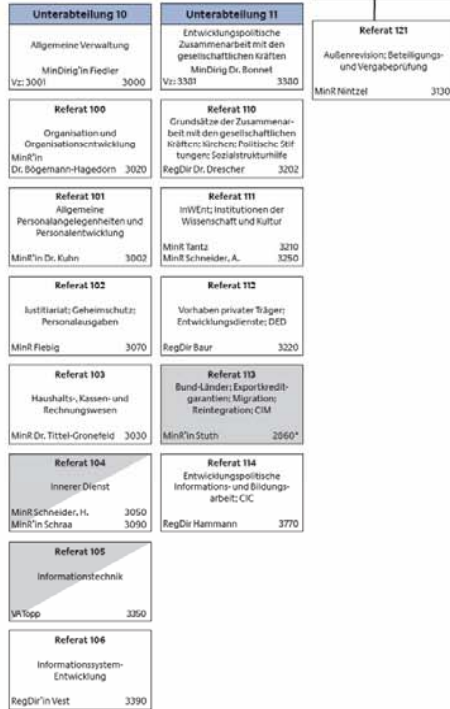 Unterabteilung 10
Allgemeine Verwaltung
MinDirig'in Fiedler
Vz: 3001 3000
Referat 100
Organisation und
Organisationsentwicklung
MinR'in
Dr. Bögemann-Hagedorn 3020
Referat 101
Allgemeine
Personalangelegenheiten und
Personalentwicklung
MinR'in Dr. Kuhn 3002
Referat 102
Justitiariat; Geheimschutz;
Personalausgaben
MinR Fiebig 3070
Referat 103
Haushalts-, Kassen- und
Rechnungswesen
MinR Dr. Tittel-Gronefeld 3030
Referat 104
Innerer Dienst
MinR Schneider, H. 3050
MinR'in Schraa 3090
Referat 105
Informationstechnik
VA Topp 3350
Referat 106
Informationssystem-
Entwicklung
RegDir'in Vest 3390
Unterabteilung 11
Entwicklungspolitische
Zusammenarbeit mit den
gesellschaftlichen Kräften
MinDirig Dr. Bonnet
Vz: 3381 3380
Referat 110
Grundsätze der Zusammenar-
beit mit den gesellschaftlichen
Kräften; Kirchen; Politische Stif-
tungen; Sozialstrukturhilfe
RegDir Dr. Drescher 3202
Referat 111
InWEnt; Institutionen der
Wissenschaft und Kultur
MinR Tantz 3210
MinR Schneider, A. 3250
Referat 112
Vorhaben privater Träger;
Entwicklungsdienste; DED
RegDir Baur 3220
Referat 113
Bund-Länder; Exportkredit-
garantien; Migration;
Reintegration; CIM
MinR'in Stuth 2860*
Referat 114
Entwicklungspolitische
Informations- und Bildungs-
arbeit; CIC
RegDir Hammann 3770
Referat 121
Außenrevision; Beteiligungs-
und Vergabeprüfung
MinR Nintzel 3130